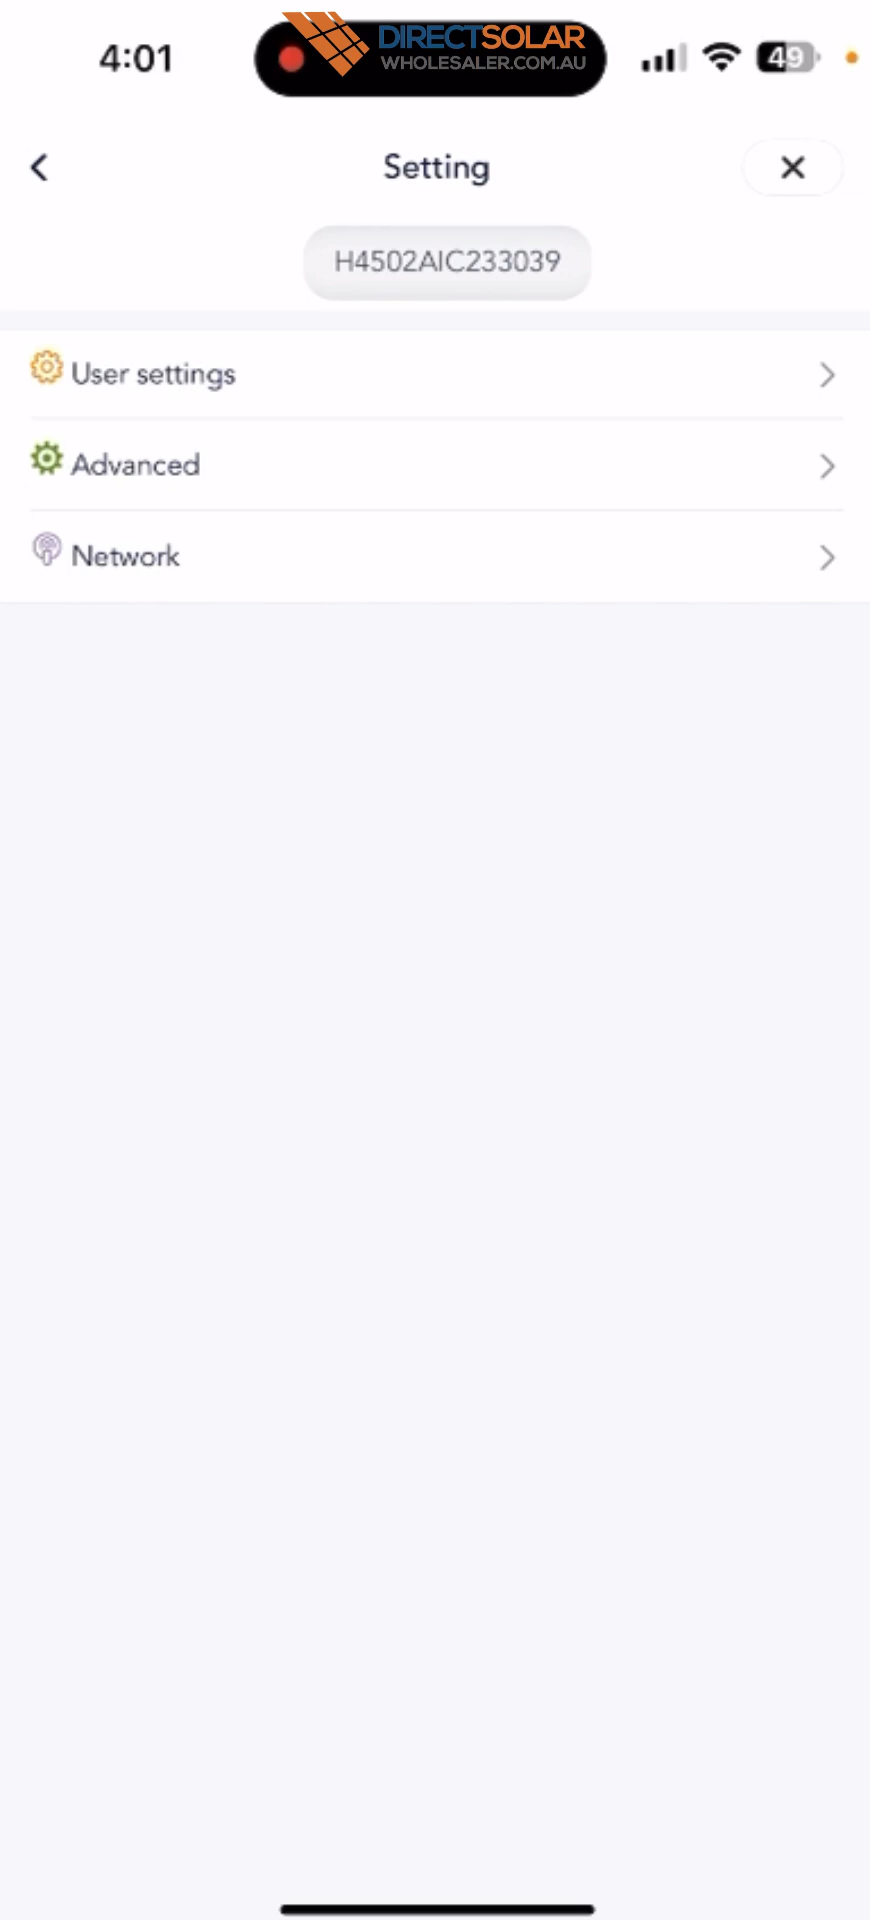 4:01
DIRECTSOLAR
WHOLESALER.COM.AU
49
Setting
H4502AIC233039
User settings
Advanced
Network